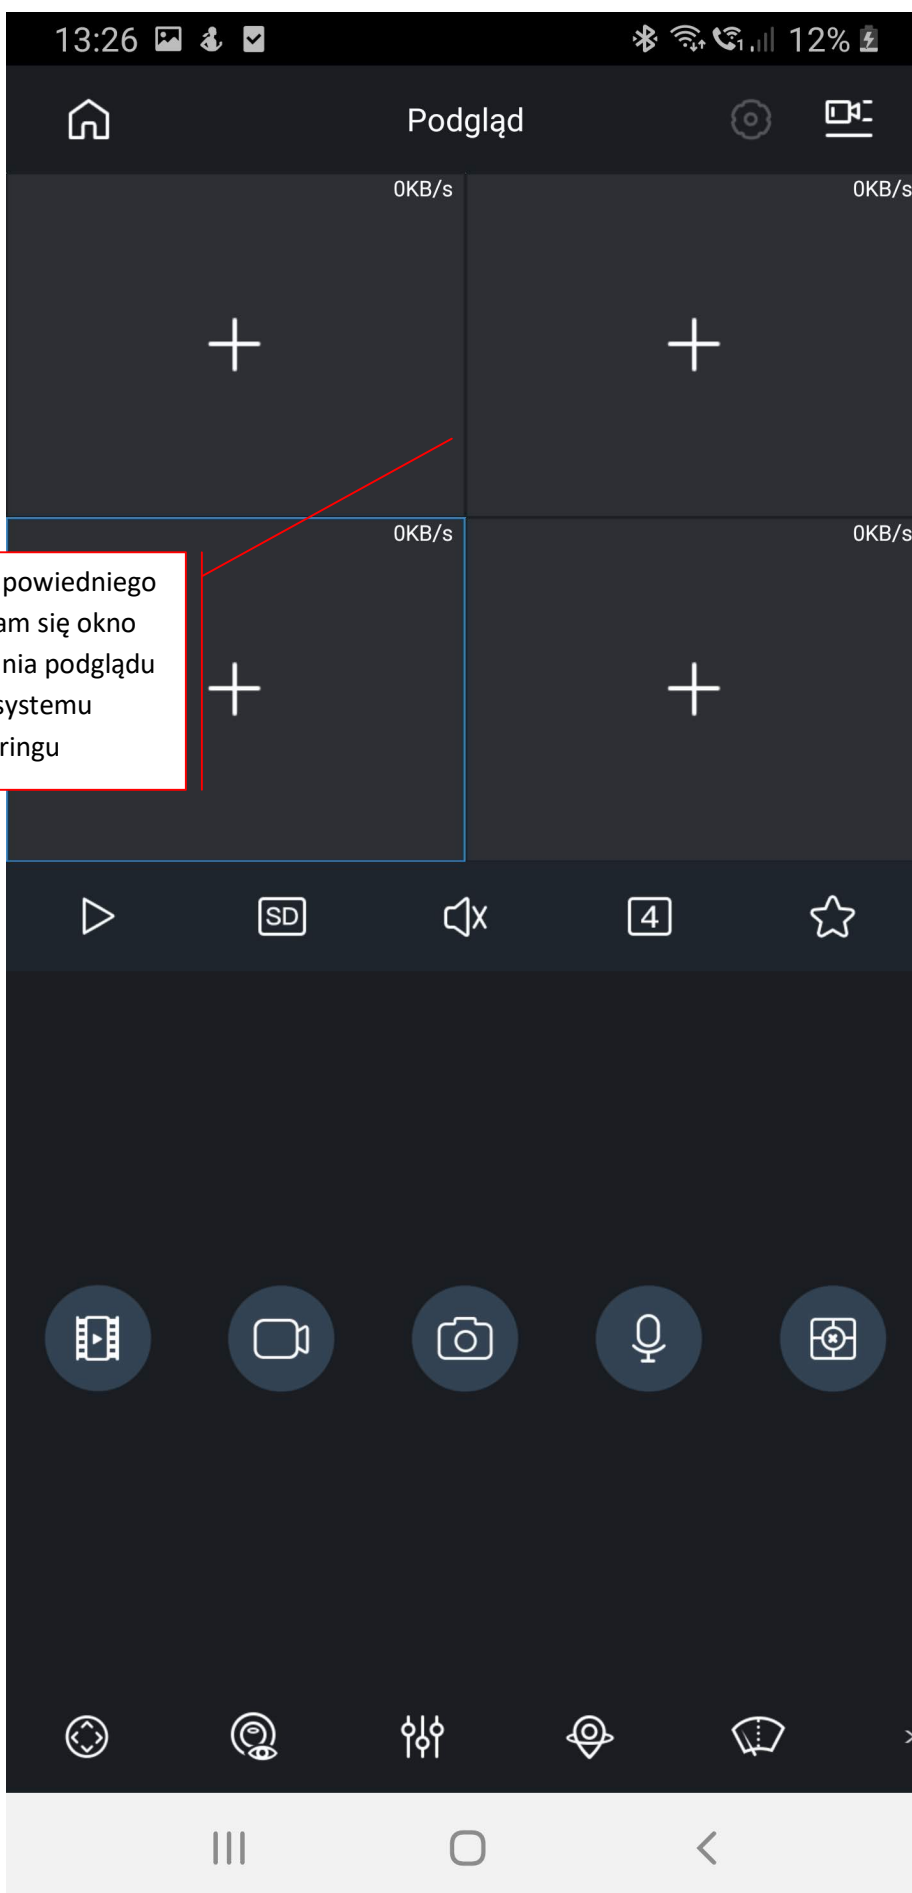 13:26
12%
Podgląd
0KB/s
0KB/s
0KB/s
0KB/s
powiedniego
am się okno
nia podglądu
systemu
ringu
SD
4